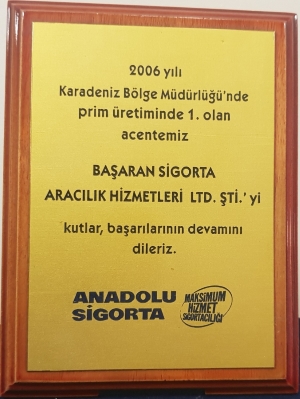 2006 yılı
Karadeniz Bölge Müdürlüğü'nde
prim üretiminde 1. olan
acentemiz
BAŞARAN SİGORTA
ARACILIK HİZMETLERİ LTD. ŞTİ.' yi
kutlar, başarılarının devamını
dileriz.
ANADOLU
SİGORTA
MAKSİMUM
HİZMET
SİGORTACILIĞI